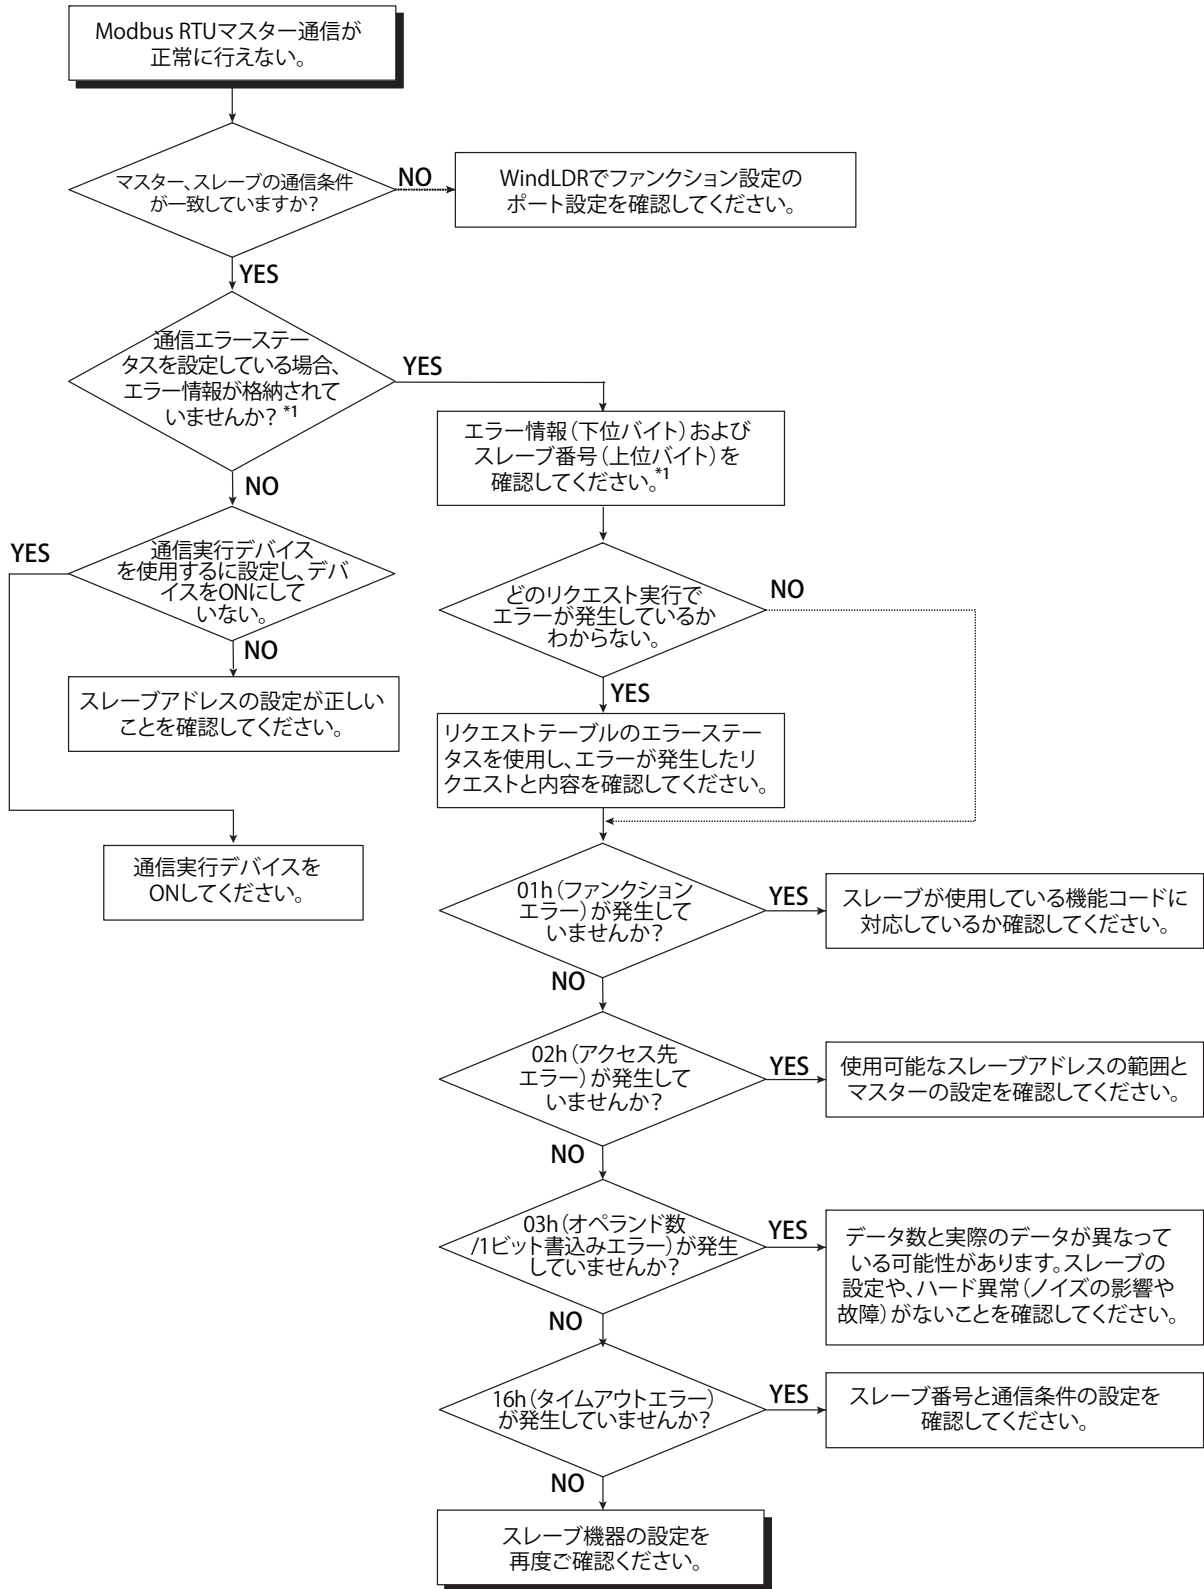 Modbus RTUマスター通信が
正常に行えない。
マスター、スレーブの通信条件
が一致していますか？
NO
WindLDRでファンクション設定の
ポート設定を確認してください。
YES
通信エラーステー
タスを設定している場合、
エラー情報が格納されて
いませんか？ *1
YES
エラー情報（下位バイト）および
スレーブ番号（上位バイト）を
確認してください。*1
NO
YES
通信実行デバイス
を使用するに設定し、デバ
イスをONにして
いない。
どのリクエスト実行で
エラーが発生しているか
わからない。
NO
NO
スレーブアドレスの設定が正しい
ことを確認してください。
YES
リクエストテーブルのエラーステー
タスを使用し、エラーが発生したリ
クエストと内容を確認してください。
通信実行デバイスを
ONしてください。
01h（ファンクション
エラー）が発生して
いませんか？
YES
スレーブが使用している機能コードに
対応しているか確認してください。
NO
02h（アクセス先
エラー）が発生して
いませんか？
YES
使用可能なスレーブアドレスの範囲と
マスターの設定を確認してください。
NO
03h（オペランド数
/1ビット書込みエラー）が発生
していませんか？
YES
データ数と実際のデータが異なって
いる可能性があります。スレーブの
設定や、ハード異常（ノイズの影響や
故障）がないことを確認してください。
NO
16h（タイムアウトエラー）
が発生していませんか？
YES
スレーブ番号と通信条件の設定を
確認してください。
NO
スレーブ機器の設定を
再度ご確認ください。